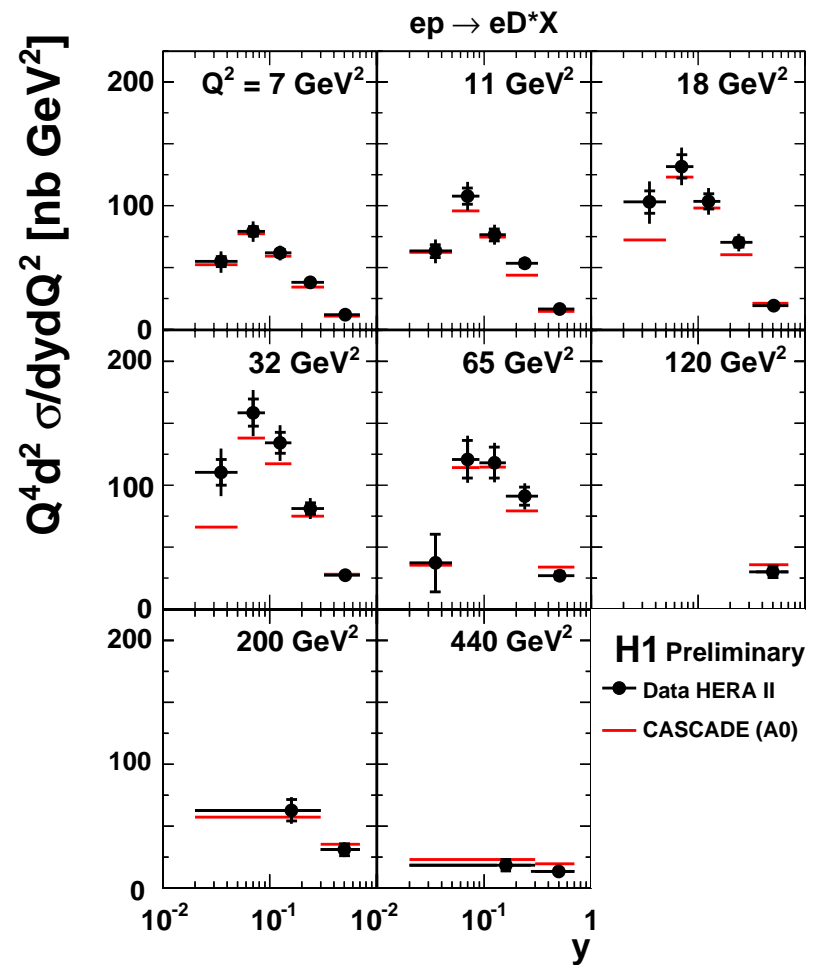 ep → eD*X
Q⁴d² σ/dydQ² [nb GeV²]
200
Q² = 7 GeV²
11 GeV²
18 GeV²
100
0
200
32 GeV²
65 GeV²
120 GeV²
100
0
200
200 GeV²
440 GeV²
H1 Preliminary
Data HERA II
CASCADE (A0)
100
0
10⁻² 10⁻¹ 10⁻² 10⁻¹ 1
y